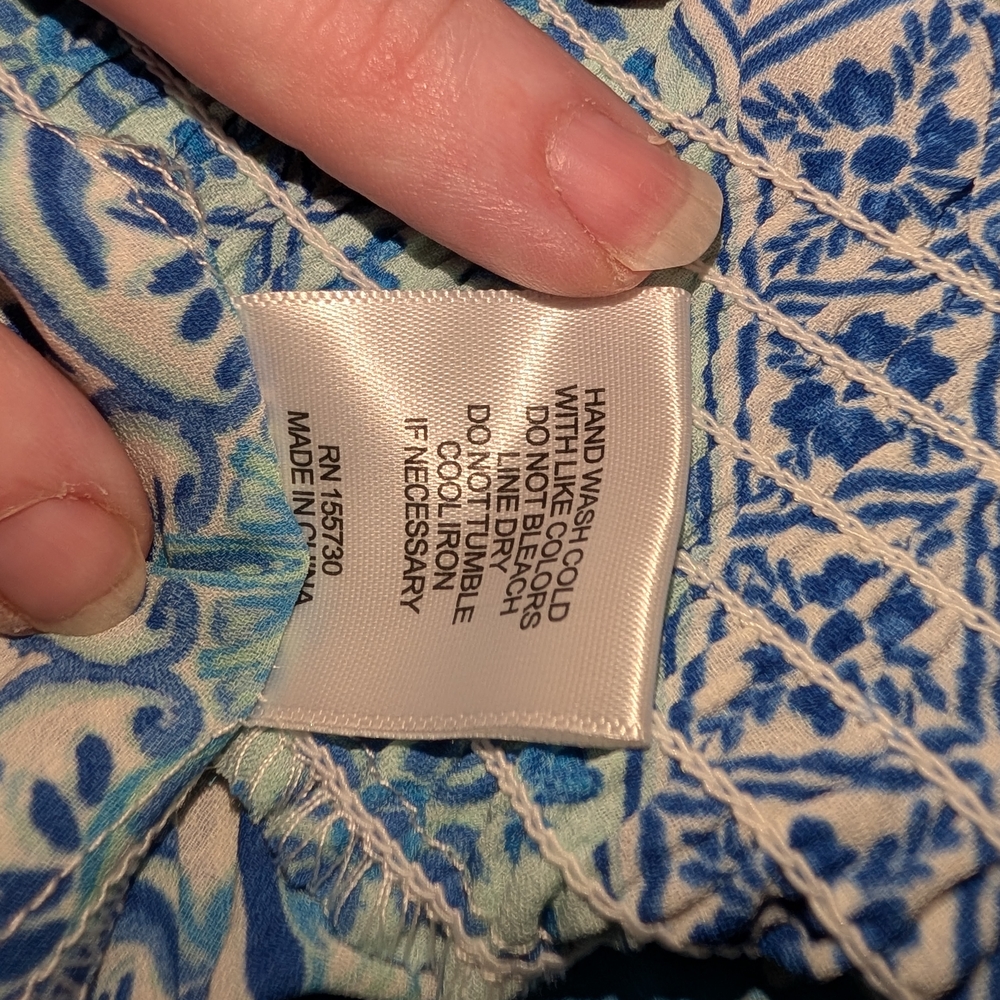 HAND WASH COLD
WITH LIKE COLORS
DO NOT BLEACH
LINE DRY
DO NOT TUMBLE
COOL IRON
IF NECESSARY
RN 155730
MADE IN CHINA